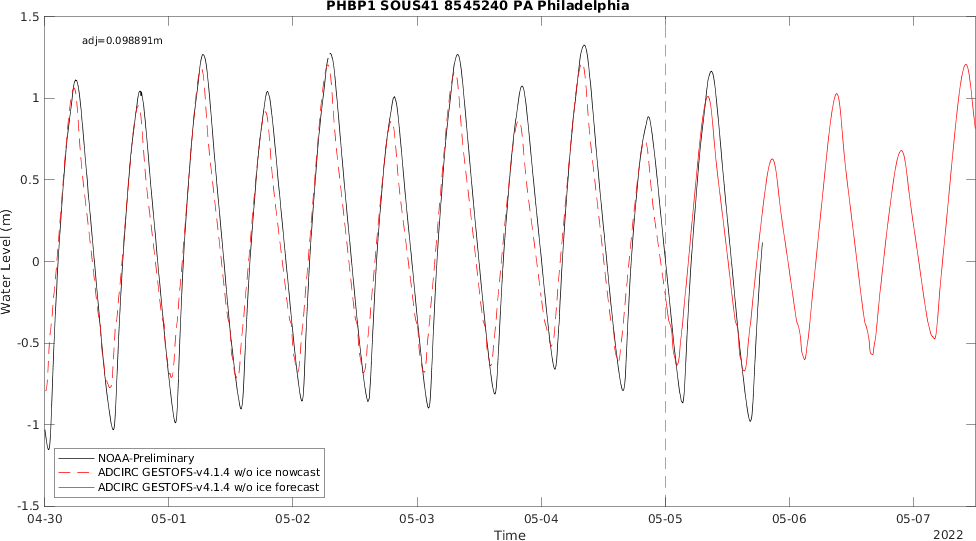 PHBP1 SOUS41 8545240 PA Philadelphia
adj=0.098891m
1.5
1
0.5
0
-0.5
-1
-1.5
Water Level (m)
NOAA-Preliminary
ADCIRC GESTOFS-v4.1.4 w/o ice nowcast
ADCIRC GESTOFS-v4.1.4 w/o ice forecast
04-30 05-01 05-02 05-03 05-04 05-05 05-06 05-07
Time
2022